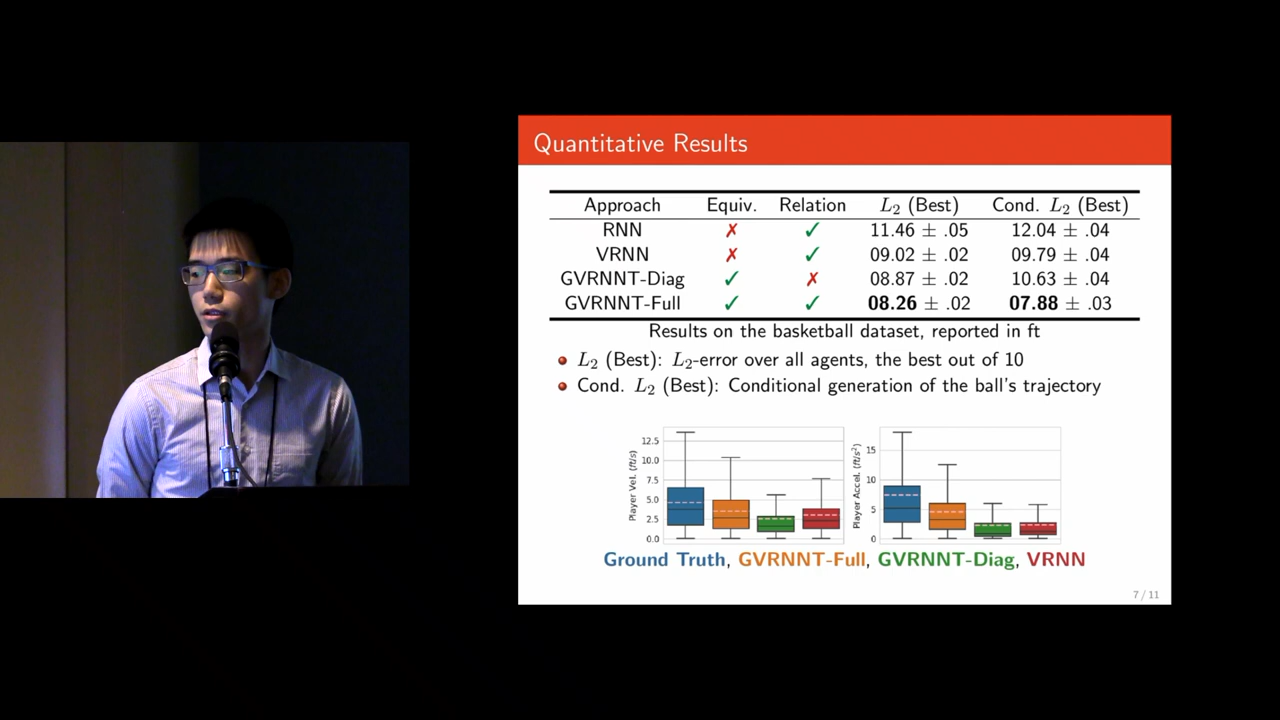 Quantitative Results
Approach Equiv. Relation L₂ (Best) Cond. L₂ (Best)
RNN ✗ ✓ 11.46 ± .05 12.04 ± .04
VRNN ✗ ✓ 09.02 ± .02 09.79 ± .04
GVRNNT-Diag ✓ ✗ 08.87 ± .02 10.63 ± .04
GVRNNT-Full ✓ ✓ 08.26 ± .02 07.88 ± .03
Results on the basketball dataset, reported in ft
L₂ (Best): L₂-error over all agents, the best out of 10
Cond. L₂ (Best): Conditional generation of the ball's trajectory
Player Vel. (ft/s)
12.5
10.0
7.5
5.0
2.5
0.0
Player Accel. (ft/s²)
15
10
5
0
Ground Truth, GVRNNT-Full, GVRNNT-Diag, VRNN
7 / 11